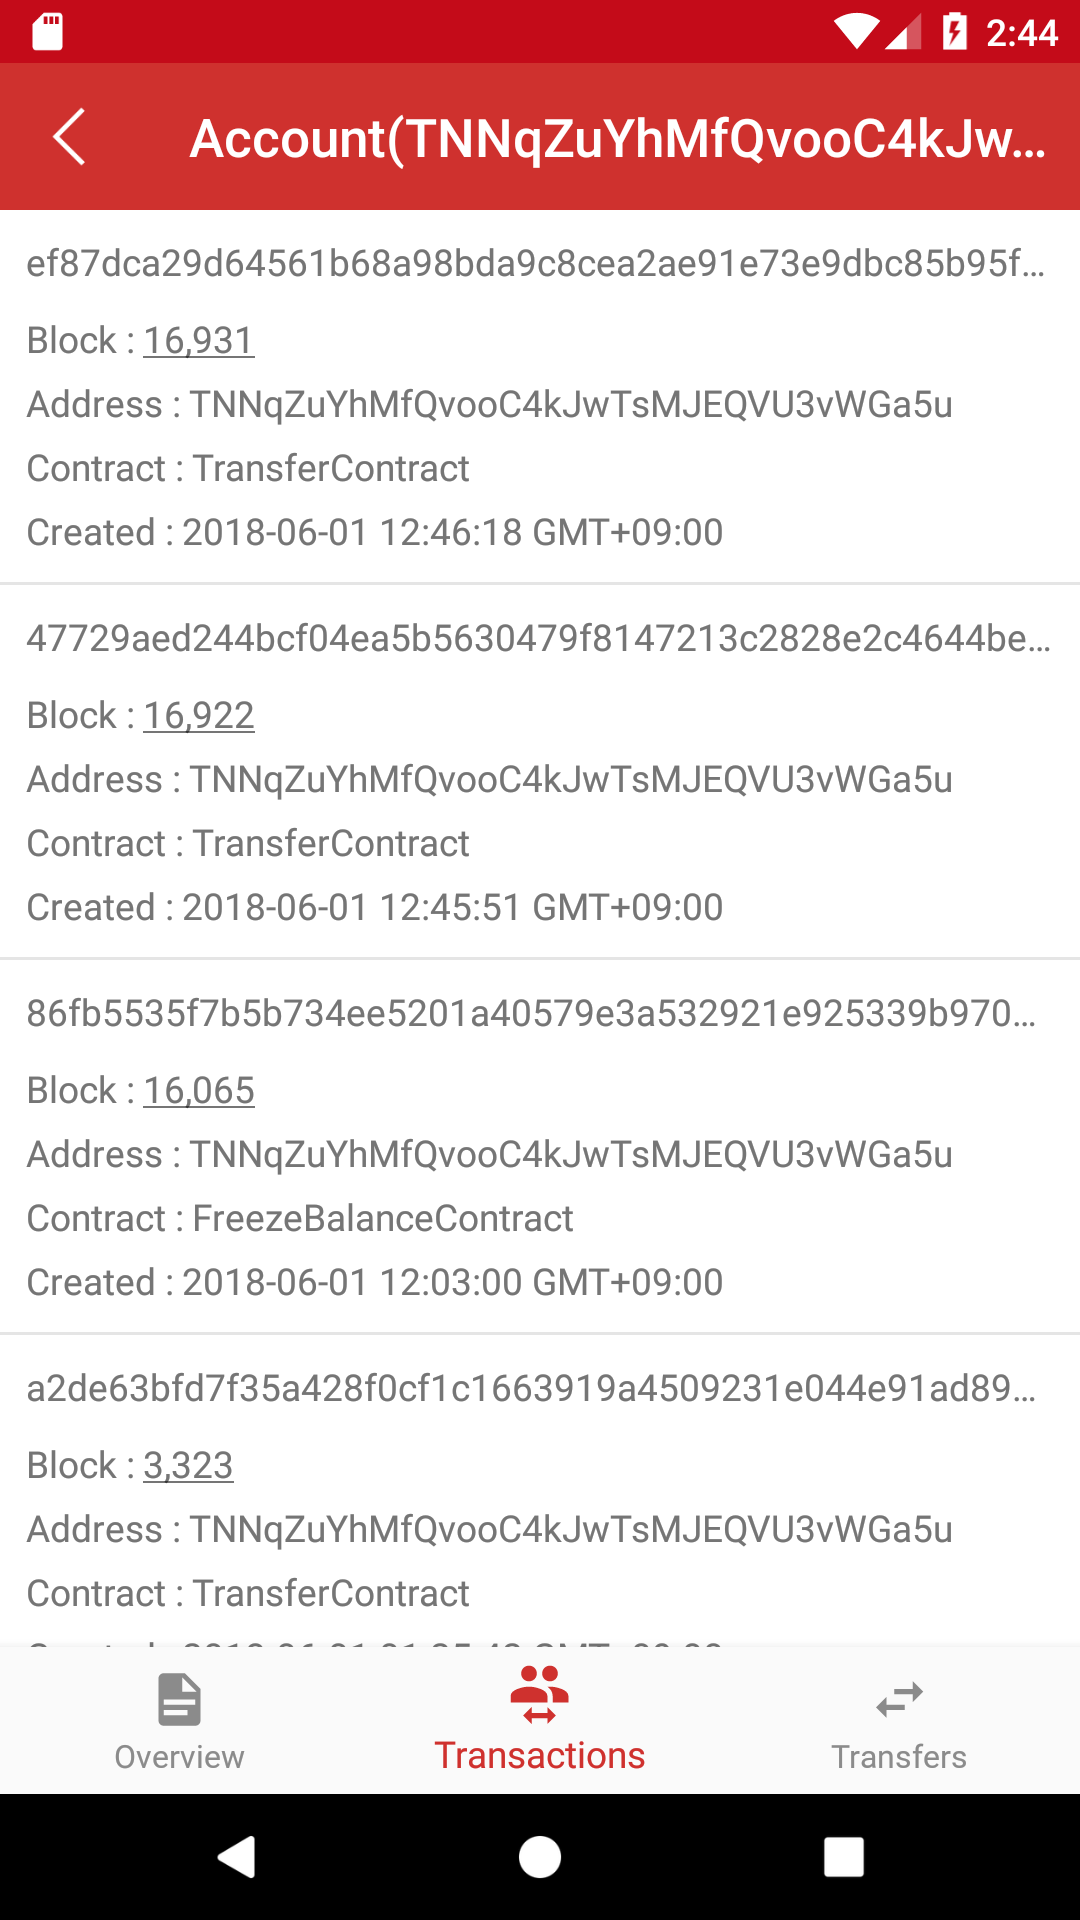 2:44
Account(TNNqZuYhMfQvooC4kJw...
ef87dca29d64561b68a98bda9c8cea2ae91e73e9dbc85b95f...
Block : 16,931
Address : TNNqZuYhMfQvooC4kJwTsMJEQVU3vWGa5u
Contract : TransferContract
Created : 2018-06-01 12:46:18 GMT+09:00
47729aed244bcf04ea5b5630479f8147213c2828e2c4644be...
Block : 16,922
Address : TNNqZuYhMfQvooC4kJwTsMJEQVU3vWGa5u
Contract : TransferContract
Created : 2018-06-01 12:45:51 GMT+09:00
86fb5535f7b5b734ee5201a40579e3a532921e925339b970...
Block : 16,065
Address : TNNqZuYhMfQvooC4kJwTsMJEQVU3vWGa5u
Contract : FreezeBalanceContract
Created : 2018-06-01 12:03:00 GMT+09:00
a2de63bfd7f35a428f0cf1c1663919a4509231e044e91ad89...
Block : 3,323
Address : TNNqZuYhMfQvooC4kJwTsMJEQVU3vWGa5u
Contract : TransferContract
Overview
Transactions
Transfers